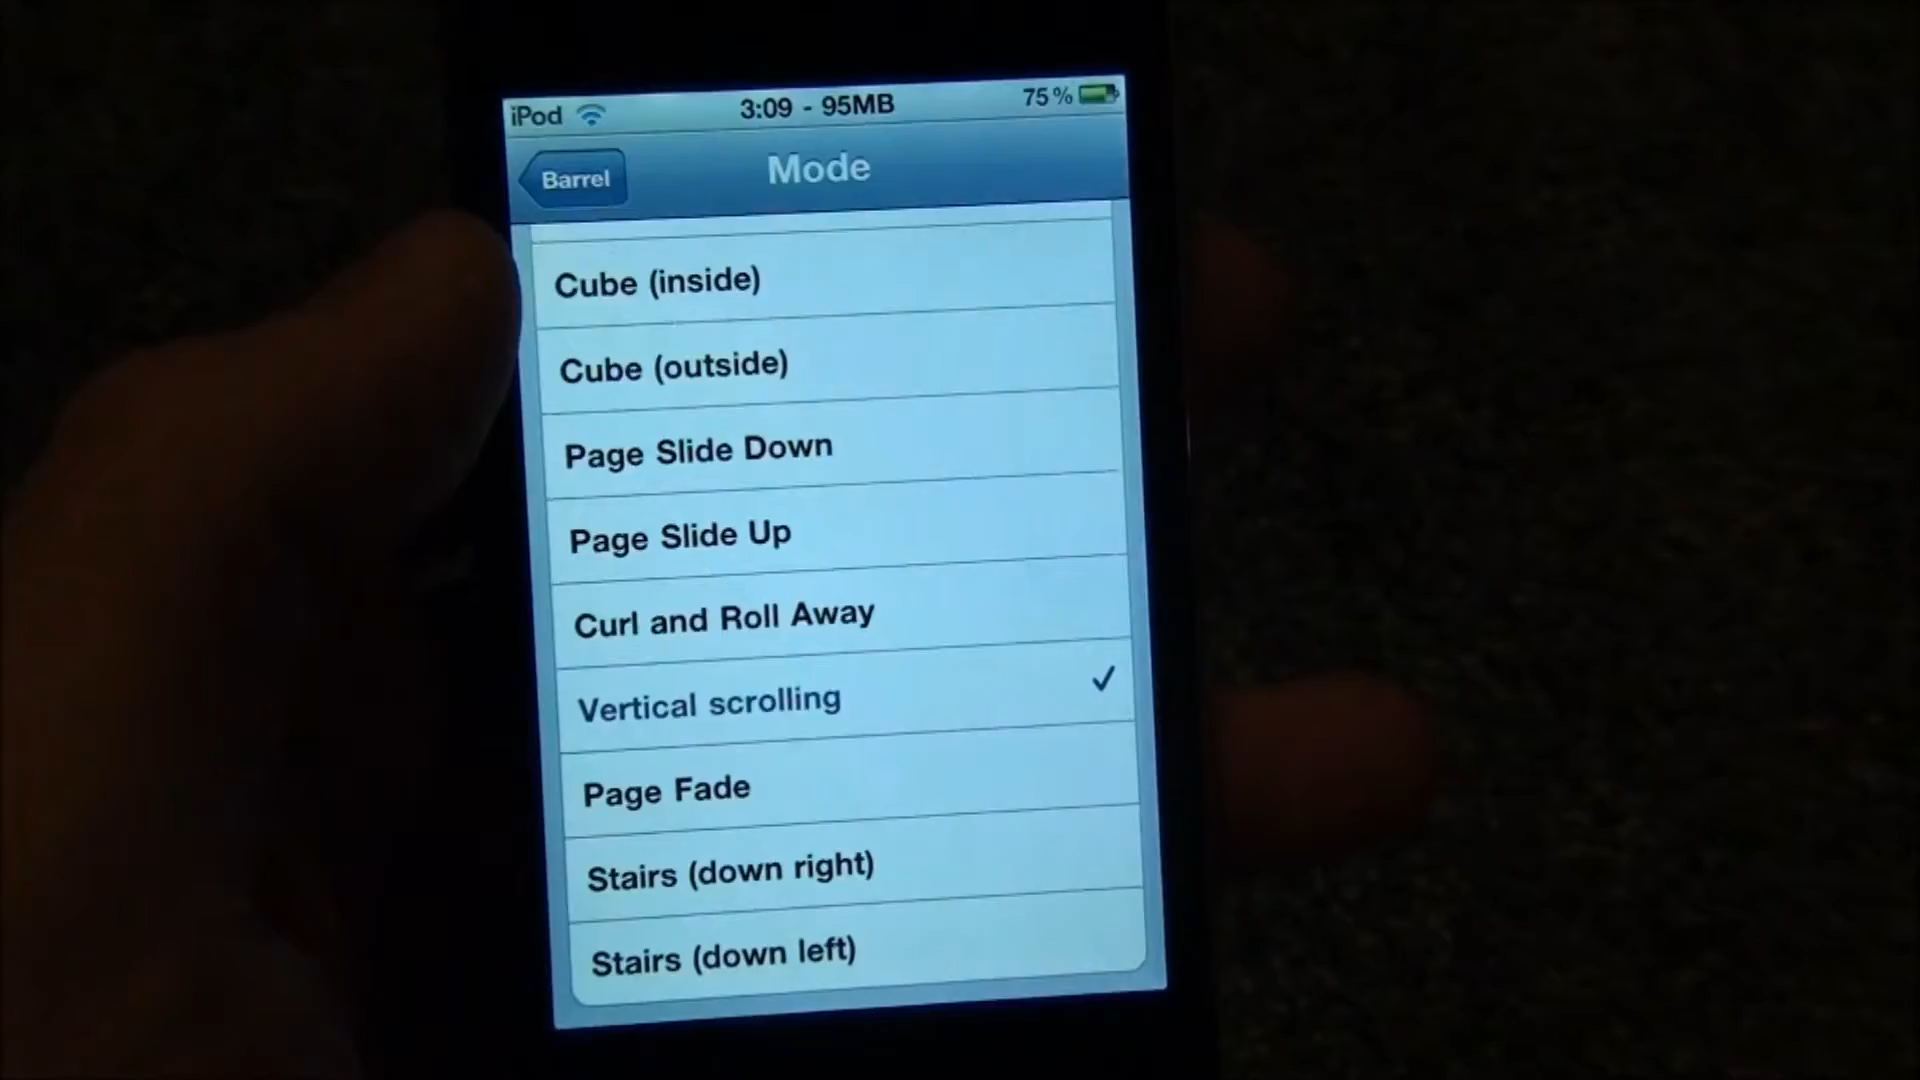 iPod 3:09 - 95MB 75%
Barrel Mode
Cube (inside)
Cube (outside)
Page Slide Down
Page Slide Up
Curl and Roll Away
Vertical scrolling ✓
Page Fade
Stairs (down right)
Stairs (down left)